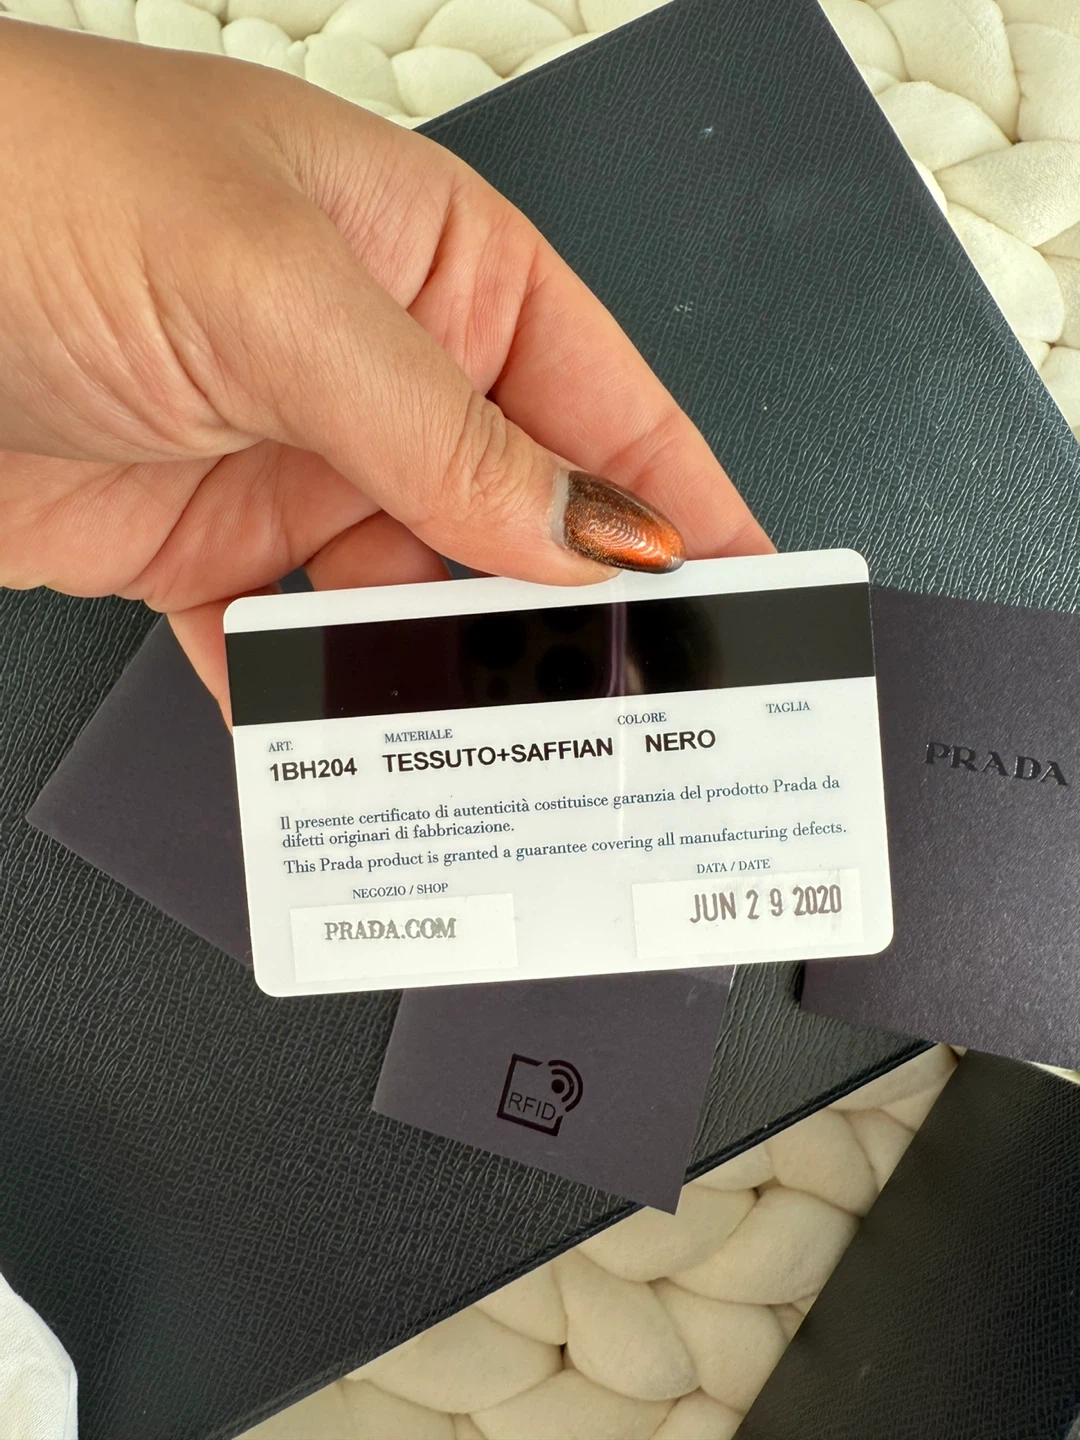 ART. MATERIALE COLORE TAGLIA
1BH204 TESSUTO+SAFFIAN NERO
Il presente certificato di autenticità costituisce garanzia del prodotto Prada da
difetti originari di fabbricazione.
This Prada product is granted a guarantee covering all manufacturing defects.
NEGOZIO / SHOP DATA / DATE
PRADA.COM JUN 2 9 2020
PRADA
RFID